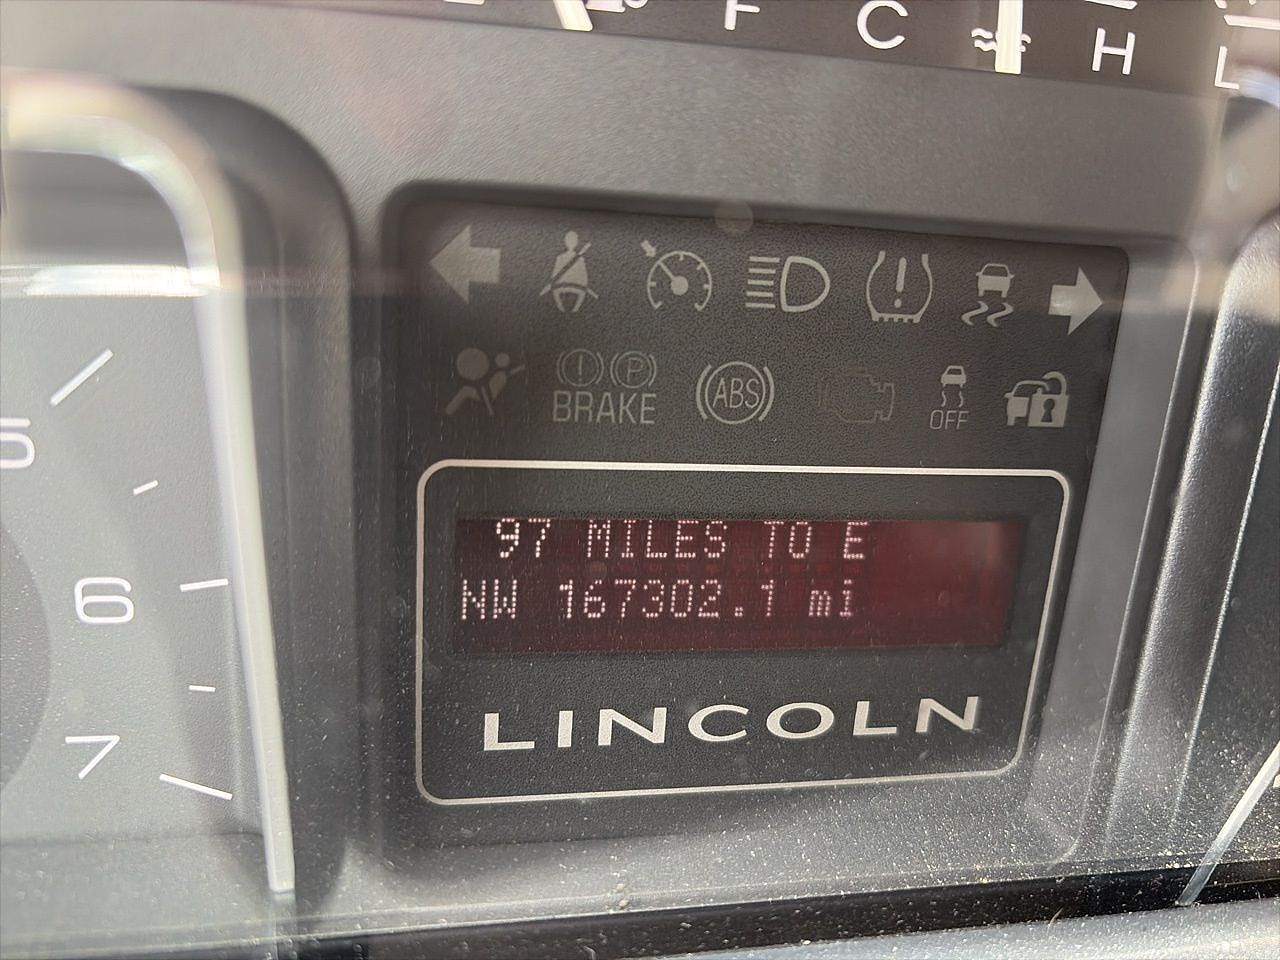 F C H L
5
6
7
(!) (P)
BRAKE
ABS
OFF
97 MILES TO E
NW 167302.1 mi
LINCOLN